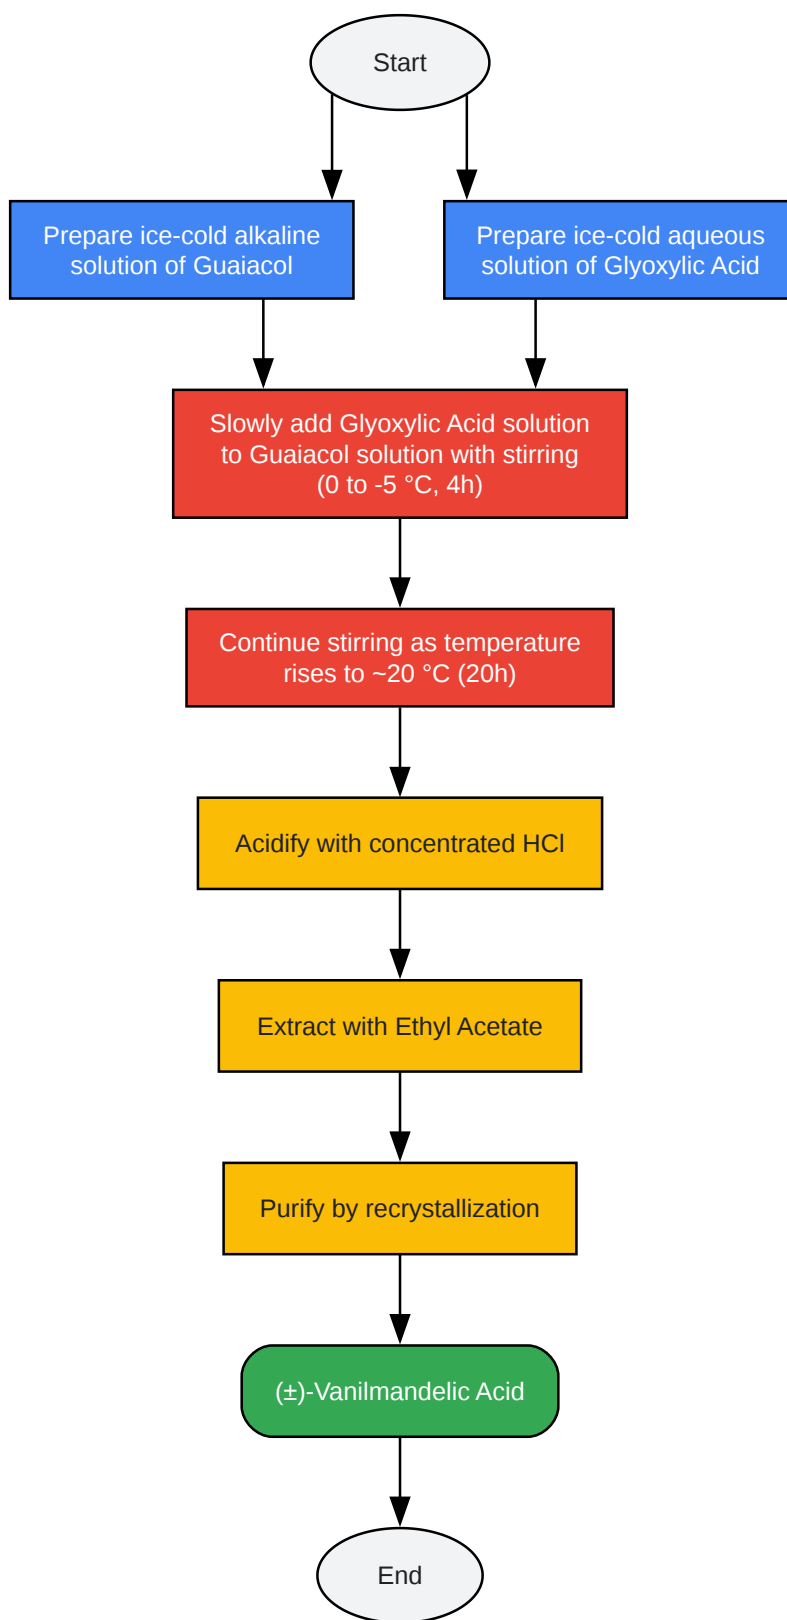 Start
Prepare ice-cold alkaline
solution of Guaiacol
Prepare ice-cold aqueous
solution of Glyoxylic Acid
Slowly add Glyoxylic Acid solution
to Guaiacol solution with stirring
(0 to -5 °C, 4h)
Continue stirring as temperature
rises to ~20 °C (20h)
Acidify with concentrated HCl
Extract with Ethyl Acetate
Purify by recrystallization
(±)-Vanilmandelic Acid
End